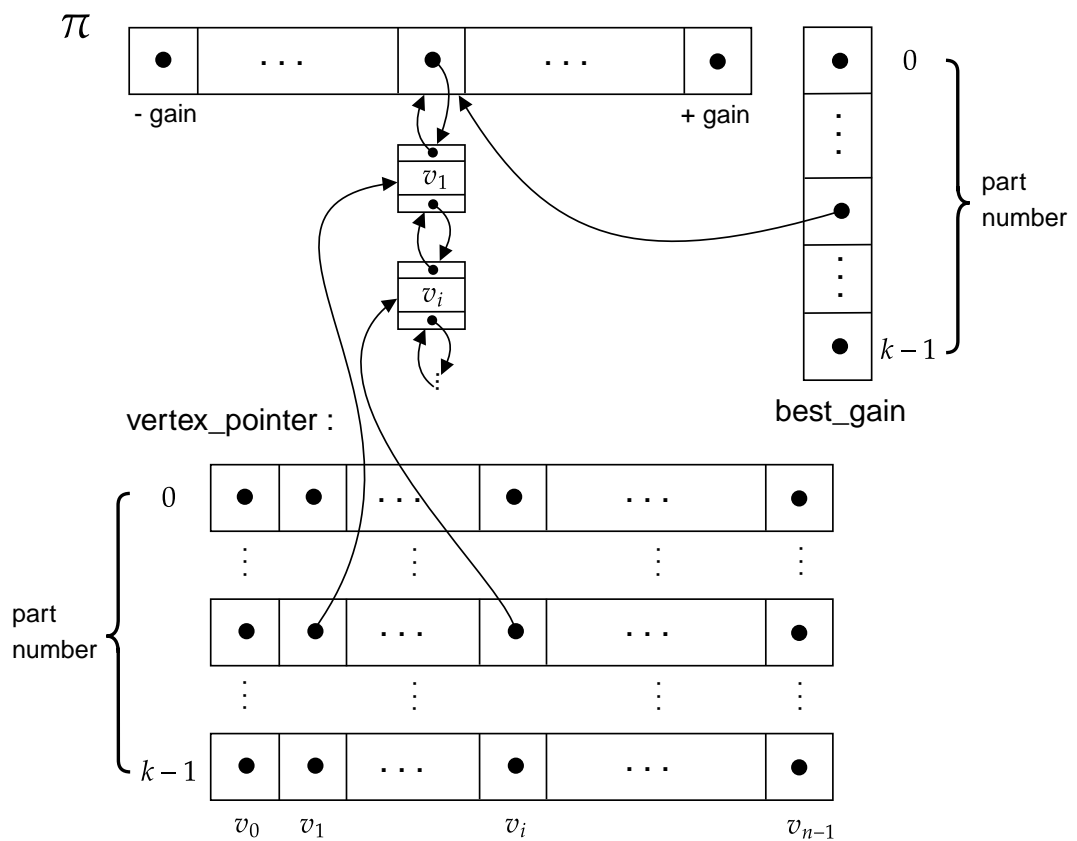 π
- gain
· · ·
· · ·
+ gain
0
part
number
k − 1
best_gain
v₁
vᵢ
vertex_pointer :
0
· · ·
· · ·
part
number
· · ·
· · ·
k − 1
· · ·
· · ·
v₀ v₁ vᵢ vₙ₋₁